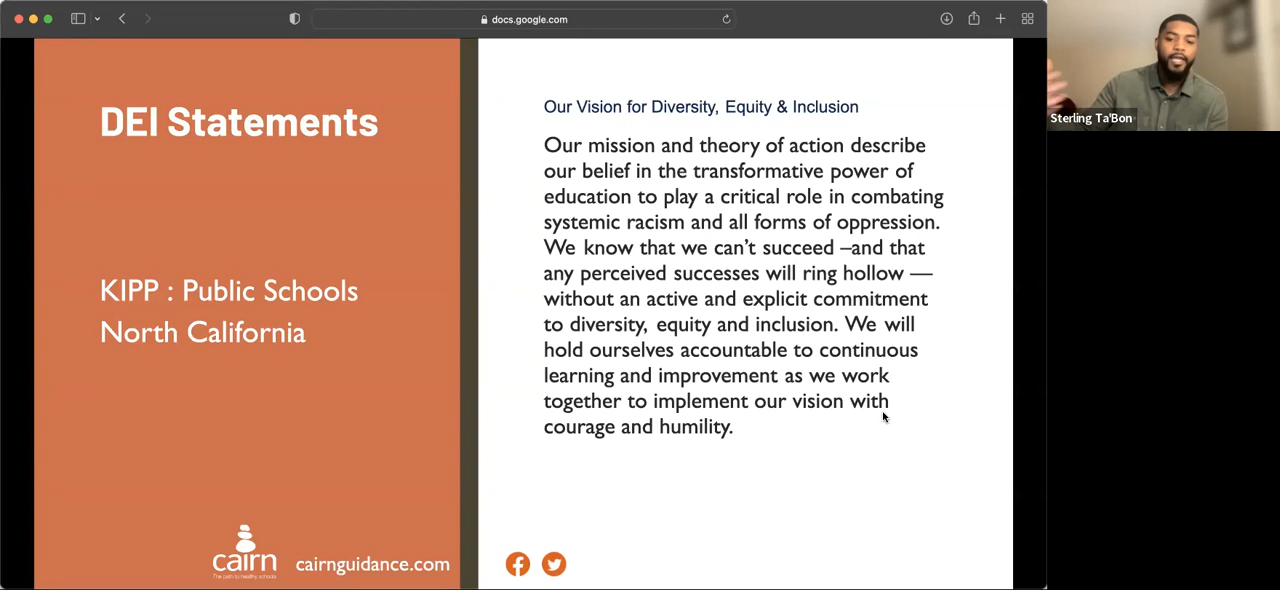 docs.google.com
DEI Statements
KIPP : Public Schools
North California
cairn
The path to healthy schools
cairnguidance.com
Our Vision for Diversity, Equity & Inclusion
Our mission and theory of action describe
our belief in the transformative power of
education to play a critical role in combating
systemic racism and all forms of oppression.
We know that we can’t succeed –and that
any perceived successes will ring hollow —
without an active and explicit commitment
to diversity, equity and inclusion. We will
hold ourselves accountable to continuous
learning and improvement as we work
together to implement our vision with
courage and humility.
Sterling Ta'Bon